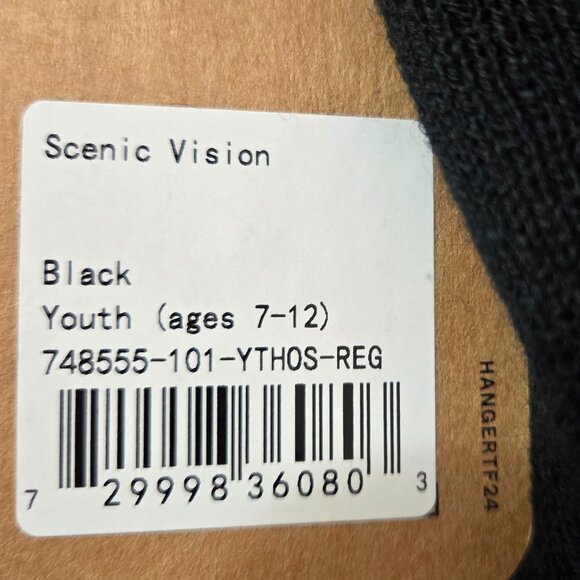 Scenic Vision
Black
Youth (ages 7-12)
748555-101-YTHOS-REG
7 29998 36080 3
HANGERTF24